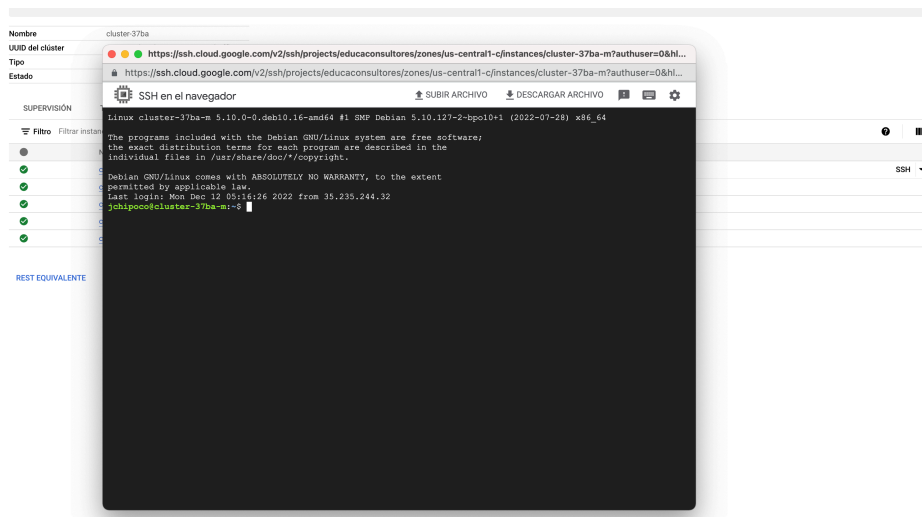 Nombre cluster-37ba
UUID del clúster
Tipo
Estado
SUPERVISIÓN
Filtro Filtrar instan
SSH
REST EQUIVALENTE
https://ssh.cloud.google.com/v2/ssh/projects/educaconsultores/zones/us-central1-c/instances/cluster-37ba-m?authuser=0&hl...
https://ssh.cloud.google.com/v2/ssh/projects/educaconsultores/zones/us-central1-c/instances/cluster-37ba-m?authuser=0&hl...
SSH en el navegador SUBIR ARCHIVO DESCARGAR ARCHIVO
Linux cluster-37ba-m 5.10.0-0.deb10.16-amd64 #1 SMP Debian 5.10.127-2~bpo10+1 (2022-07-28) x86_64
The programs included with the Debian GNU/Linux system are free software;
the exact distribution terms for each program are described in the
individual files in /usr/share/doc/*/copyright.
Debian GNU/Linux comes with ABSOLUTELY NO WARRANTY, to the extent
permitted by applicable law.
Last login: Mon Dec 12 05:16:26 2022 from 35.235.244.32
jchipoco@cluster-37ba-m:~$